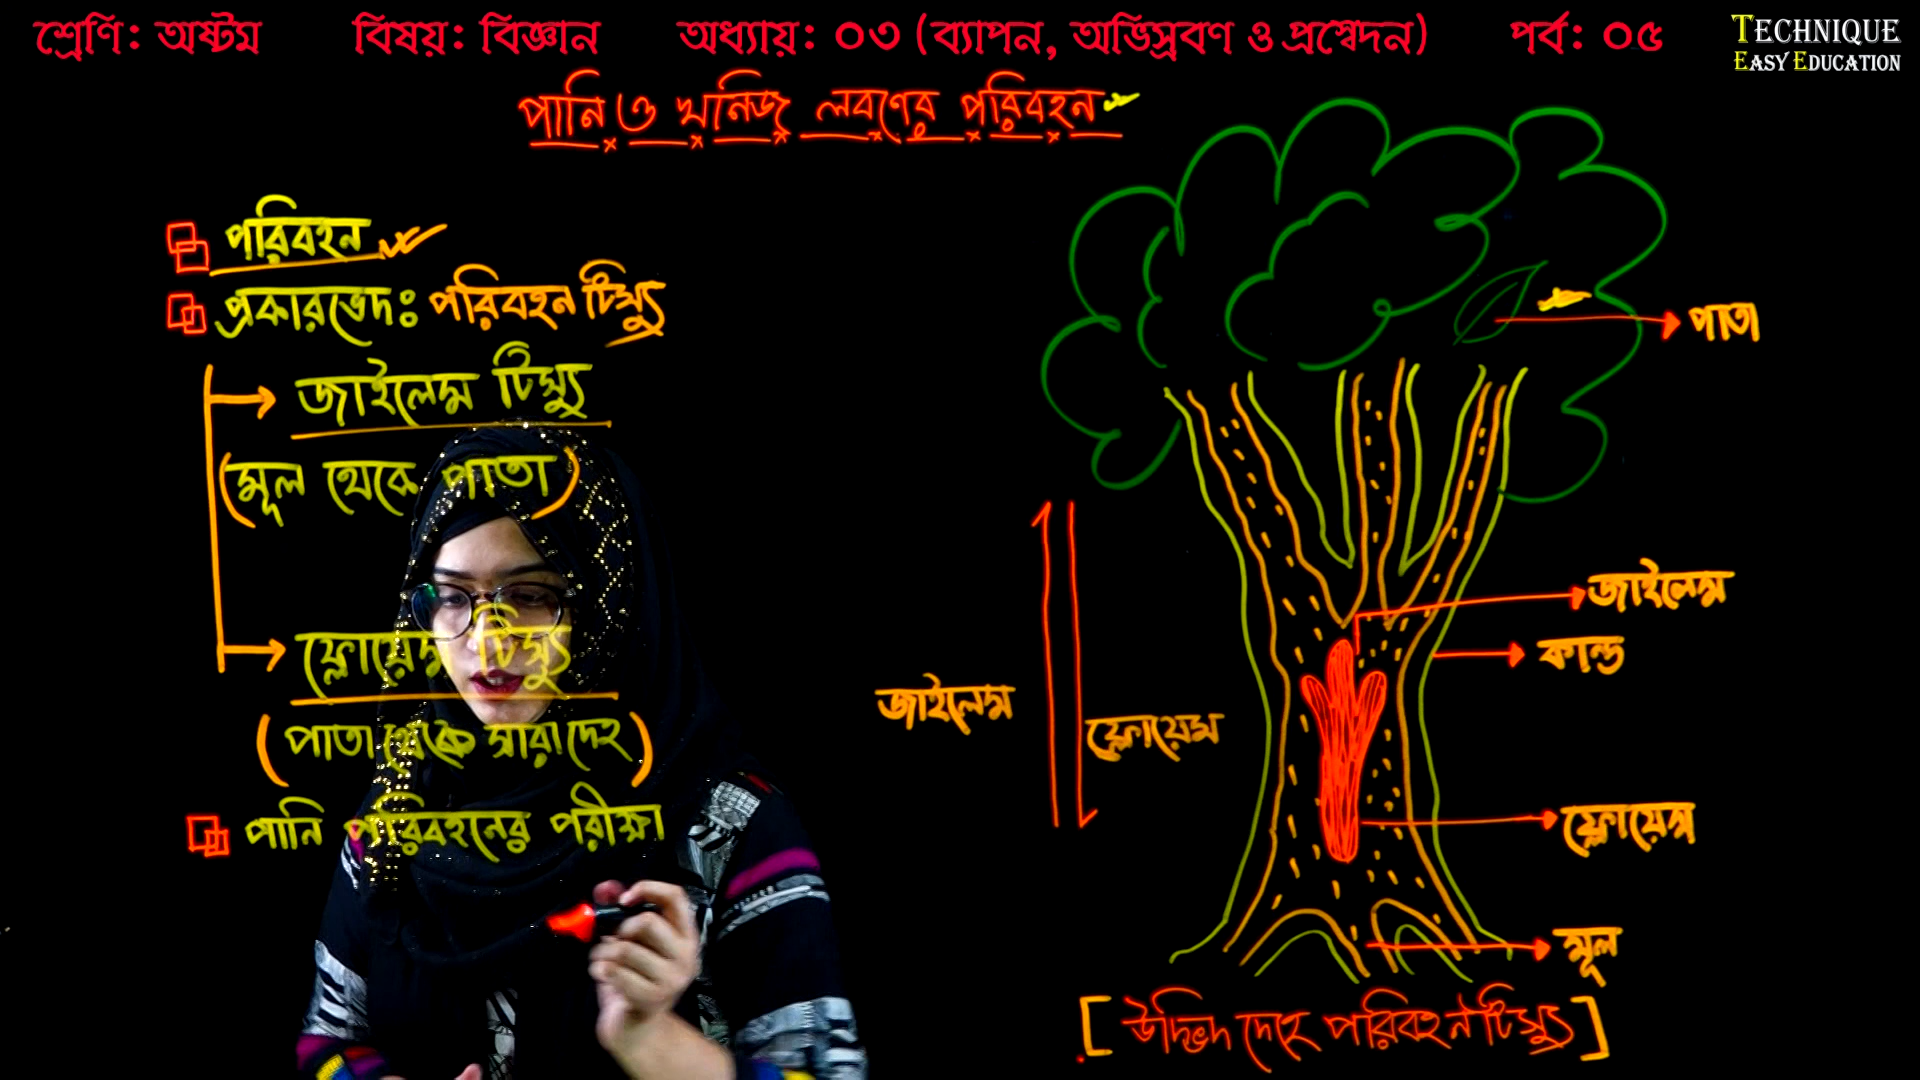 শ্রেণি: অষ্টম বিষয়: বিজ্ঞান অধ্যায়: ০৩ (ব্যাপন, অভিস্রবণ ও প্রস্বেদন) পর্ব: ০৫
TECHNIQUE
EASY EDUCATION
পানি ও খনিজ লবণের পরিবহন
পরিবহন
প্রকারভেদ: পরিবহন টিস্যু
জাইলেম টিস্যু
(মূল থেকে পাতা)
ফ্লোয়েম টিস্যু
(পাতা থেকে সারা দেহ)
পানি পরিবহনের পরীক্ষা
জাইলেম
ফ্লোয়েম
পাতা
জাইলেম
কান্ড
ফ্লোয়েম
মূল
[উদ্ভিদ দেহে পরিবহন টিস্যু]